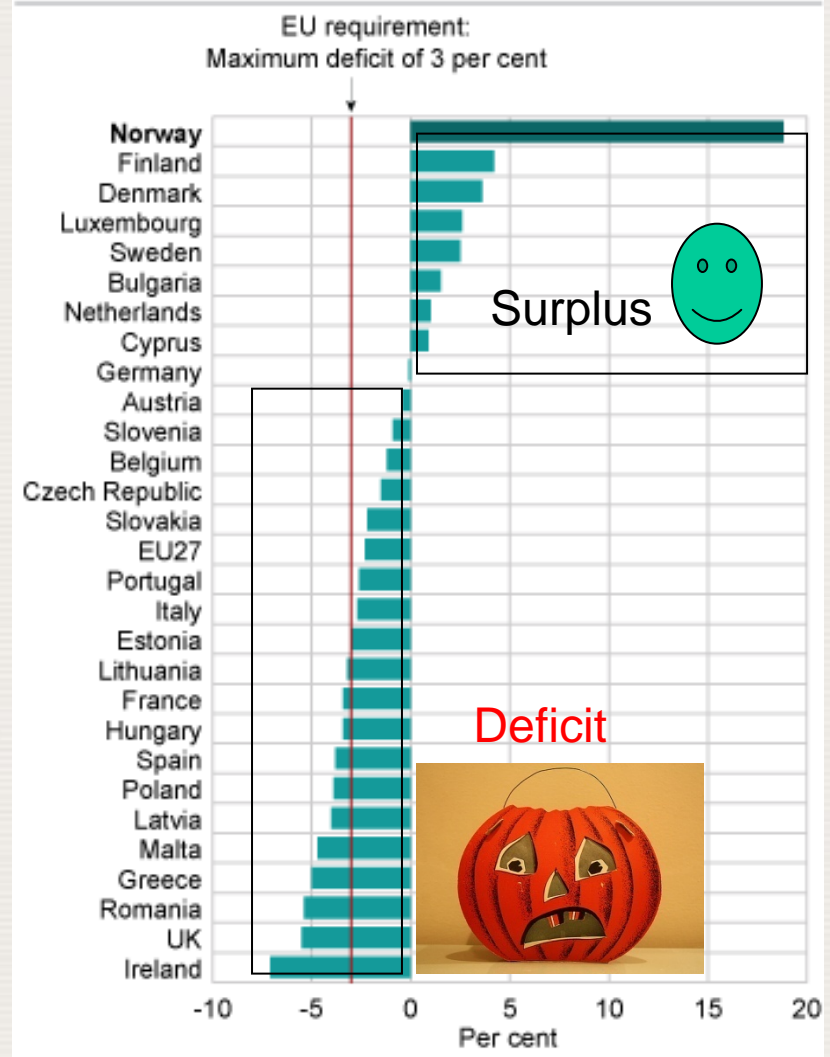 EU requirement:
Maximum deficit of 3 per cent
Norway
Finland
Denmark
Luxembourg
Sweden
Bulgaria
Netherlands
Cyprus
Germany
Austria
Slovenia
Belgium
Czech Republic
Slovakia
EU27
Portugal
Italy
Estonia
Lithuania
France
Hungary
Spain
Poland
Latvia
Malta
Greece
Romania
UK
Ireland
Surplus
Deficit
-10 -5 0 5 10 15 20
Per cent